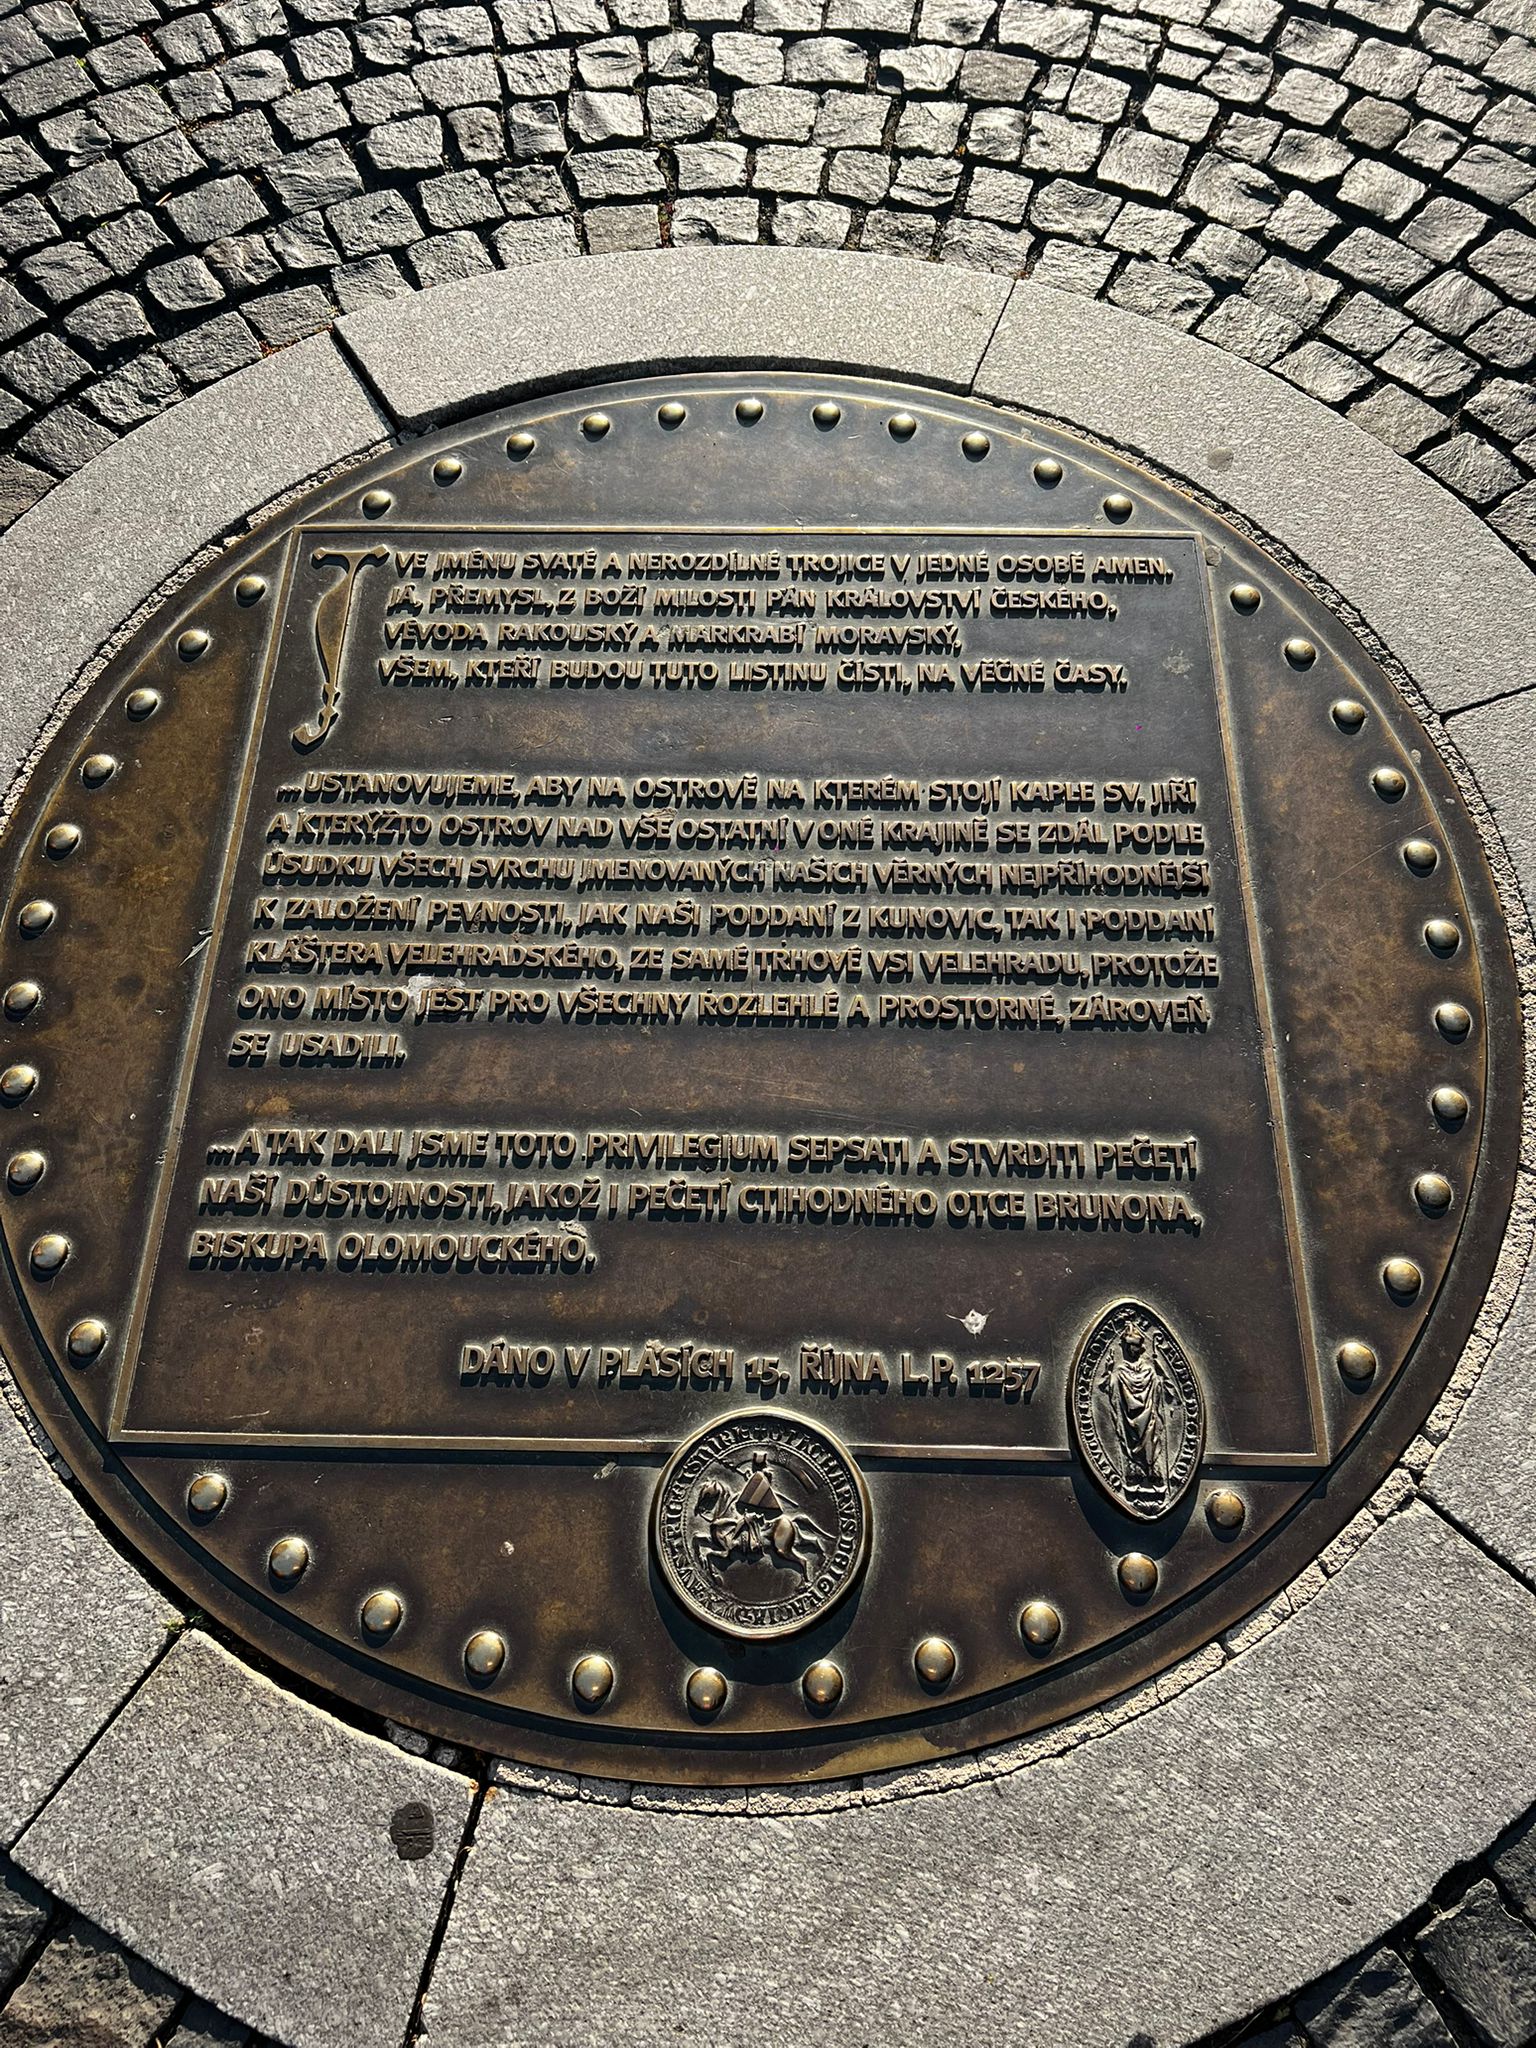 VE JMÉNU SVATÉ A NEROZDÍLNÉ TROJICE V JEDNÉ OSOBĚ AMEN.
JÁ, PŘEMYSL, Z BOŽÍ MILOSTI PÁN KRÁLOVSTVÍ ČESKÉHO,
VÉVODA RAKOUSKÝ A MARKRABÍ MORAVSKÝ,
VŠEM, KTEŘÍ BUDOU TUTO LISTINU ČÍSTI, NA VĚČNÉ ČASY.
...USTANOVUJEME, ABY NA OSTROVĚ NA KTERÉM STOJÍ KAPLE SV. JIŘÍ
A KTERÝŽTO OSTROV NAD VŠE OSTATNÍ V ONÉ KRAJINĚ SE ZDÁL PODLE
ÚSUDKU VŠECH SVRCHU JMENOVANÝCH NAŠICH VĚRNÝCH NEJPŘÍHODNĚJŠÍ
K ZALOŽENÍ PEVNOSTI, JAK NAŠI PODDANÍ Z KUNOVIC, TAK I PODDANÍ
KLÁŠTERA VELEHRADSKÉHO, ZE SAMÉ TRHOVÉ VSI VELEHRADU, PROTOŽE
ONO MÍSTO JEST PRO VŠECHNY ROZLEHLÉ A PROSTORNÉ, ZÁROVEŇ
SE USADILI.
...A TAK DALI JSME TOTO PRIVILEGIUM SEPSATI A STVRDITI PEČETÍ
NAŠÍ DŮSTOJNOSTI, JAKOŽ I PEČETÍ CTIHODNÉHO OTCE BRUNONA,
BISKUPA OLOMOUCKÉHO.
DÁNO V PLASÍCH 15. ŘÍJNA L.P. 1257